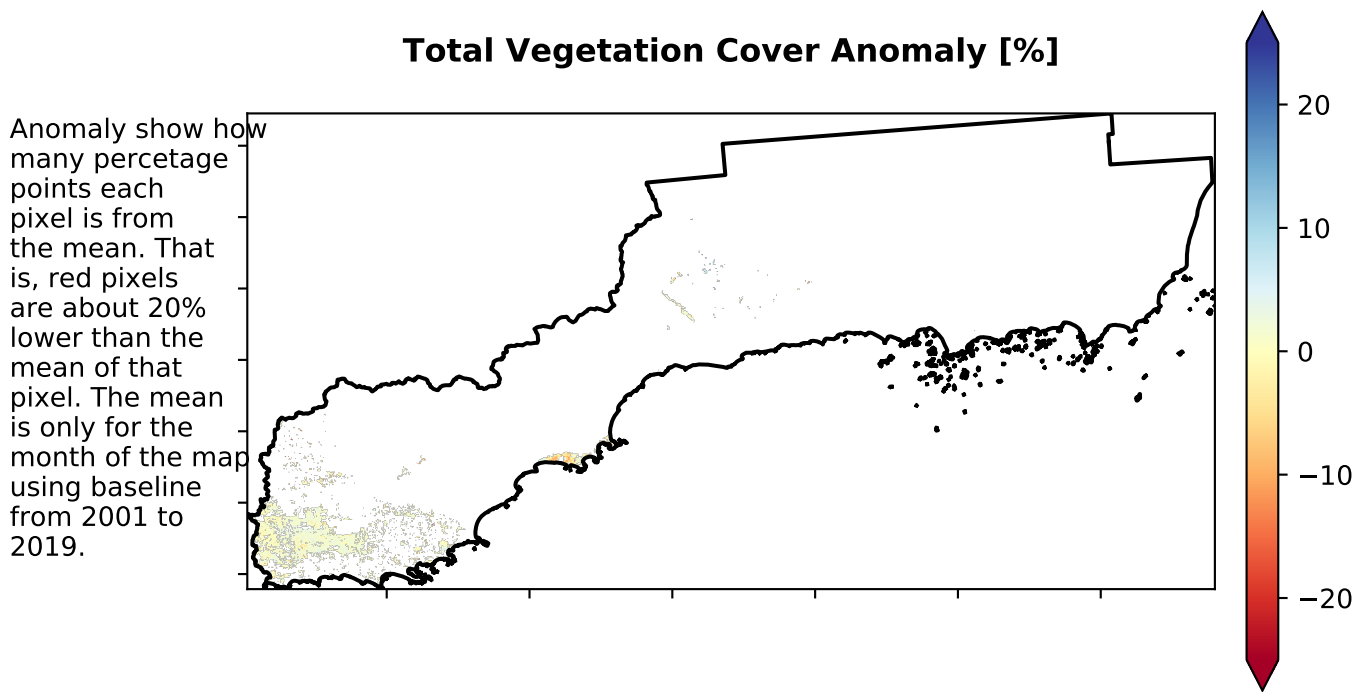 Total Vegetation Cover Anomaly [%]
Anomaly show how
many percetage
points each
pixel is from
the mean. That
is, red pixels
are about 20%
lower than the
mean of that
pixel. The mean
is only for the
month of the map
using baseline
from 2001 to
2019.
20
10
0
−10
−20